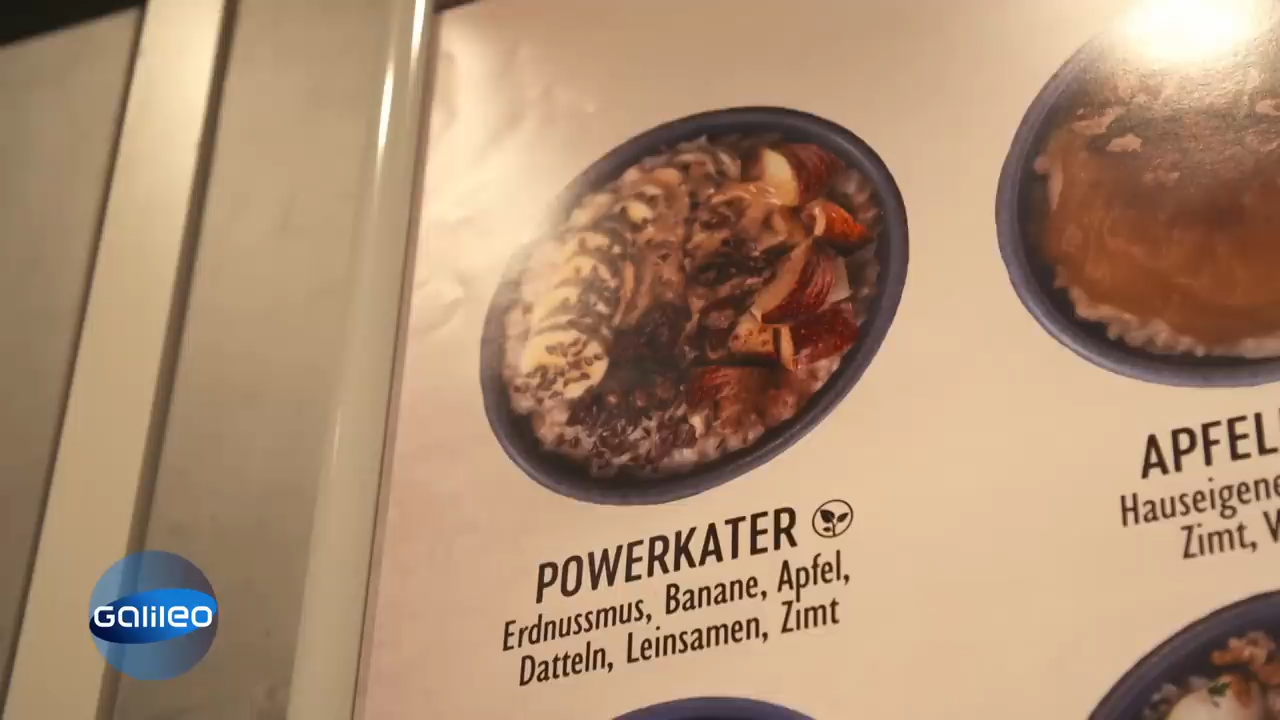 POWERKATER
Erdnussmus, Banane, Apfel,
Datteln, Leinsamen, Zimt
APFEL
Hauseigene
Zimt,
Galileo